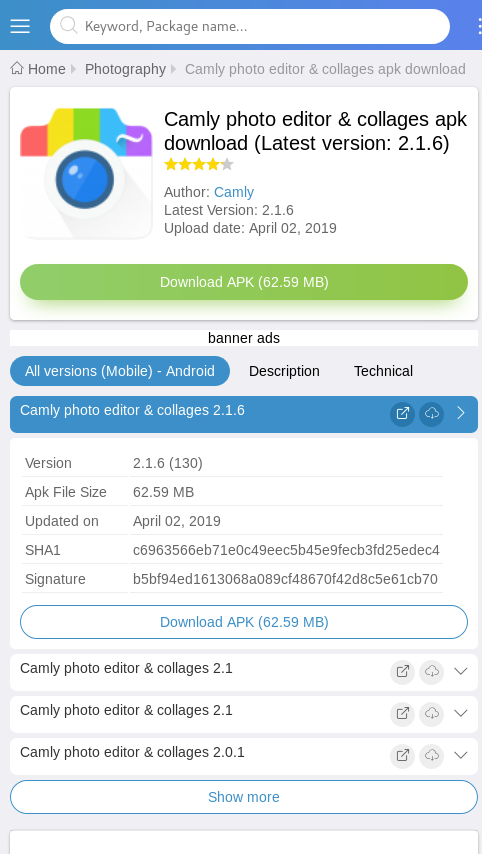 Keyword, Package name...
Home Photography Camly photo editor & collages apk download
Camly photo editor & collages apk
download (Latest version: 2.1.6)
Author: Camly
Latest Version: 2.1.6
Upload date: April 02, 2019
Download APK (62.59 MB)
banner ads
All versions (Mobile) - Android Description Technical
Camly photo editor & collages 2.1.6
Version 2.1.6 (130)
Apk File Size 62.59 MB
Updated on April 02, 2019
SHA1 c6963566eb71e0c49eec5b45e9fecb3fd25edec4
Signature b5bf94ed1613068a089cf48670f42d8c5e61cb70
Download APK (62.59 MB)
Camly photo editor & collages 2.1
Camly photo editor & collages 2.1
Camly photo editor & collages 2.0.1
Show more